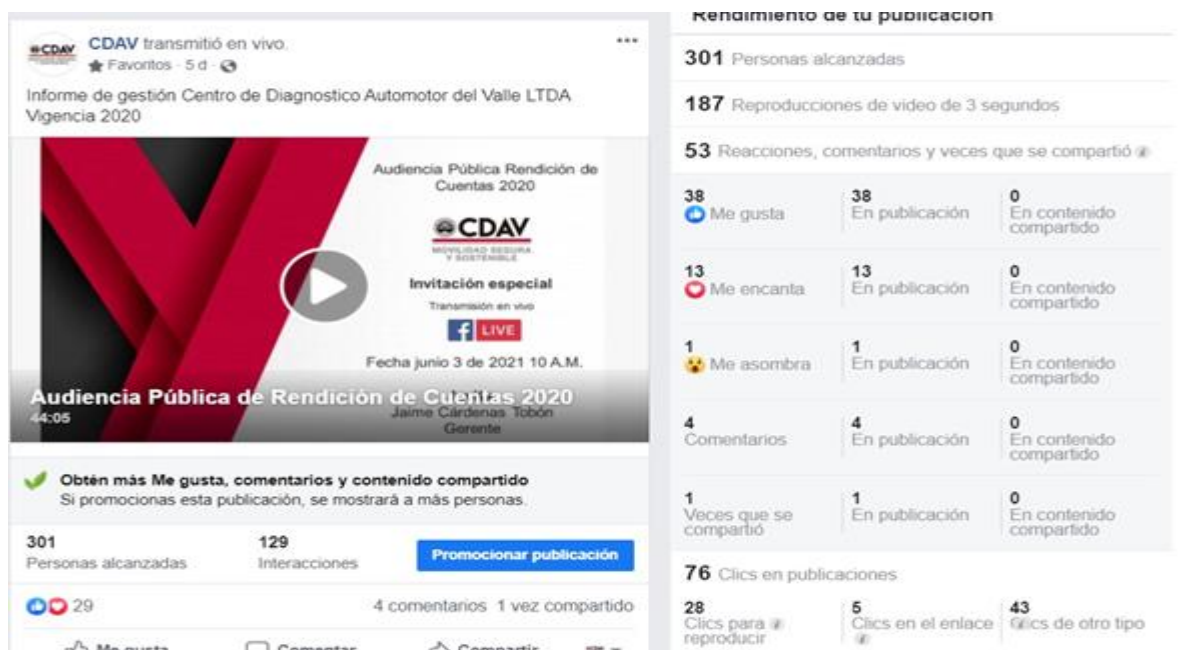 CDAV transmitió en vivo.
Favoritos · 5 d ·
Informe de gestión Centro de Diagnostico Automotor del Valle LTDA
Vigencia 2020
Audiencia Pública Rendición de
Cuentas 2020
CDAV
MOVILIDAD SEGURA
Y SOSTENIBLE
Invitación especial
Transmisión en vivo
f LIVE
Fecha junio 3 de 2021 10 A.M.
Jaime Cárdenas Tobón
Gerente
Audiencia Pública de Rendición de Cuentas 2020
44:05
Obtén más Me gusta, comentarios y contenido compartido
Si promocionas esta publicación, se mostrará a más personas.
301 129
Personas alcanzadas Interacciones
Promocionar publicación
29 4 comentarios 1 vez compartido
Me gusta Comentar Compartir
Rendimiento de tu publicación
301 Personas alcanzadas
187 Reproducciones de video de 3 segundos
53 Reacciones, comentarios y veces que se compartió
38 38 0
Me gusta En publicación En contenido
compartido
13 13 0
Me encanta En publicación En contenido
compartido
1 1 0
Me asombra En publicación En contenido
compartido
4 4 0
Comentarios En publicación En contenido
compartido
1 1 0
Veces que se En publicación En contenido
compartió compartido
76 Clics en publicaciones
28 5 43
Clics para Clics en el enlace Clics de otro tipo
reproducir